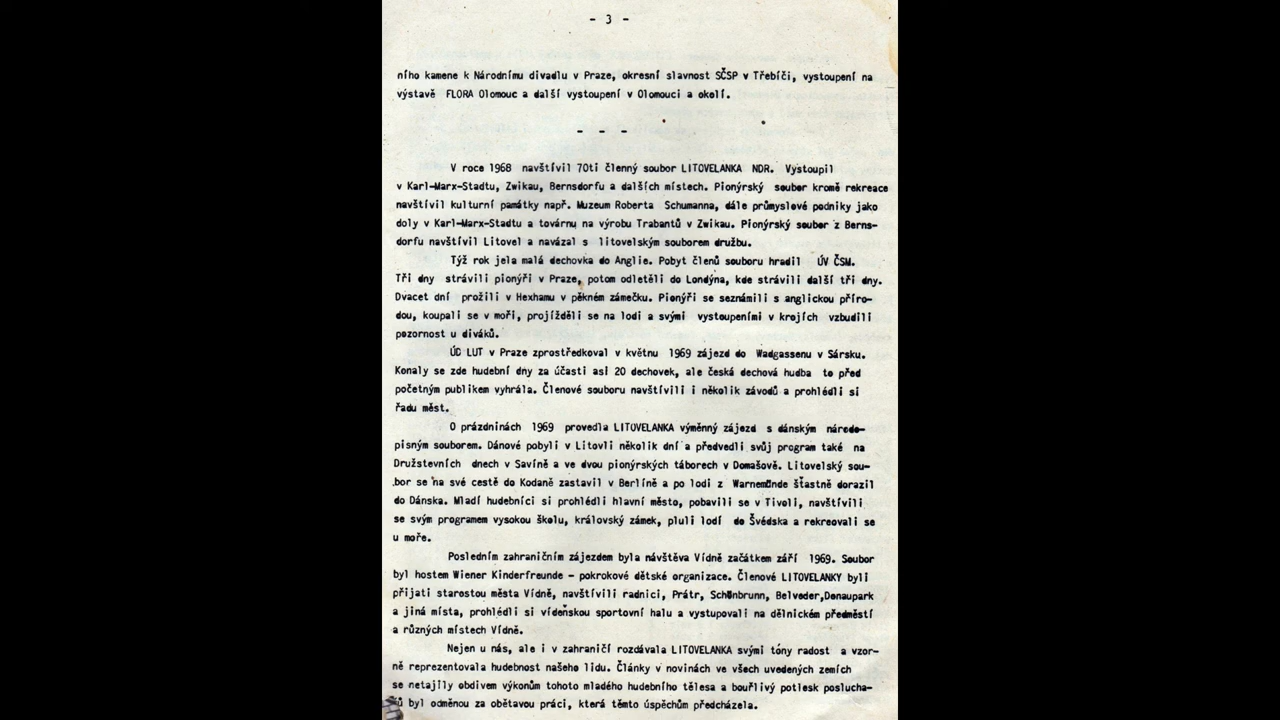 - 3 -
ního kamene k Národnímu divadlu v Praze, okresní slavnost SČSP v Třebíči, vystoupení na
výstavě FLORA Olomouc a další vystoupení v Olomouci a okolí.
- - -
V roce 1968 navštívil 70ti členný soubor LITOVELANKA NDR. Vystoupil
v Karl-Marx-Stadtu, Zwikau, Bernsdorfu a dalších místech. Pionýrský soubor kromě rekreace
navštívil kulturní památky např. Muzeum Roberta Schumanna, dále průmyslové podniky jako
doly v Karl-Marx-Stadtu a továrnu na výrobu Trabantů v Zwikau. Pionýrský soubor z Berns-
dorfu navštívil Litovel a navázal s litovelským souborem družbu.
Týž rok jela malá dechovka do Anglie. Pobyt členů souboru hradil ÚV ČSM.
Tři dny strávili pionýři v Praze, potom odletěli do Londýna, kde strávili další tři dny.
Dvacet dní prožili v Hexhamu v pěkném zámečku. Pionýři se seznámili s anglickou příro-
dou, koupali se v moři, projížděli se na lodi a svými vystoupeními v krojích vzbudili
pozornost u diváků.
ÚD LUT v Praze zprostředkoval v květnu 1969 zájezd do Wadgassenu v Sársku.
Konaly se zde hudební dny za účasti asi 20 dechovek, ale česká dechová hudba to před
početným publikem vyhrála. Členové souboru navštívili i několik závodů a prohlédli si
řadu měst.
O prázdninách 1969 provedla LITOVELANKA výměnný zájezd s dánským národo-
pisným souborem. Dánové pobyli v Litovli několik dní a předvedli svůj program také na
Družstevních dnech v Savíně a ve dvou pionýrských táborech v Domašově. Litovelský sou-
bor se na své cestě do Kodaně zastavil v Berlíně a po lodi z Warnemünde šťastně dorazil
do Dánska. Mladí hudebníci si prohlédli hlavní město, pobavili se v Tivoli, navštívili
se svým programem vysokou školu, královský zámek, pluli lodí do Švédska a rekreovali se
u moře.
Posledním zahraničním zájezdem byla návštěva Vídně začátkem září 1969. Soubor
byl hostem Wiener Kinderfreunde - pokrokové dětské organizace. Členové LITOVELANKY byli
přijati starostou města Vídně, navštívili radnici, Prátr, Schönbrunn, Belveder,Donaupark
a jiná místa, prohlédli si vídeňskou sportovní halu a vystupovali na dělnickém předměstí
a různých místech Vídně.
Nejen u nás, ale i v zahraničí rozdávala LITOVELANKA svými tóny radost a vzor-
ně reprezentovala hudebnost našeho lidu. Články v novinách ve všech uvedených zemích
se netajily obdivem výkonům tohoto mladého hudebního tělesa a bouřlivý potlesk poslucha-
čů byl odměnou za obětavou práci, která těmto úspěchům předcházela.